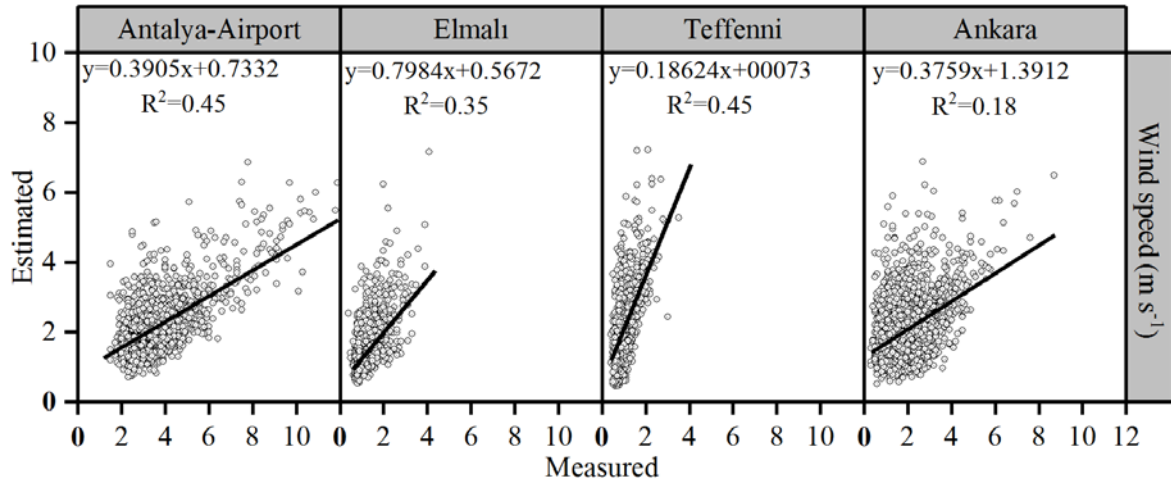 Antalya-Airport Elmalı Teffenni Ankara
10 y=0.3905x+0.7332 y=0.7984x+0.5672 y=0.18624x+00073 y=0.3759x+1.3912
R²=0.45 R²=0.35 R²=0.45 R²=0.18
8
6
4
2
0
Estimated
Wind speed (m s⁻¹)
0 2 4 6 8 10 0 2 4 6 8 10 0 2 4 6 8 10 0 2 4 6 8 10 12
Measured